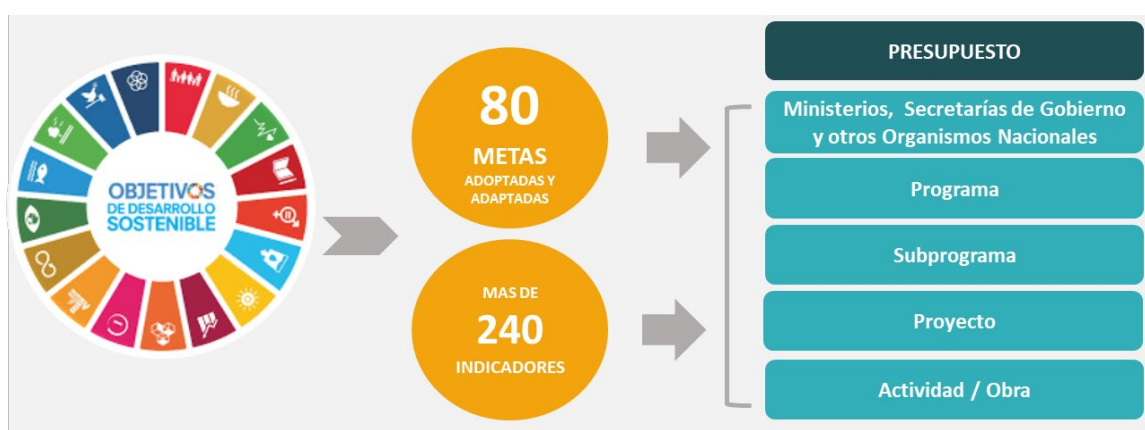 OBJETIVOS
DE DESARROLLO
SOSTENIBLE
80
METAS
ADOPTADAS Y
ADAPTADAS
MAS DE
240
INDICADORES
PRESUPUESTO
Ministerios, Secretarías de Gobierno
y otros Organismos Nacionales
Programa
Subprograma
Proyecto
Actividad / Obra